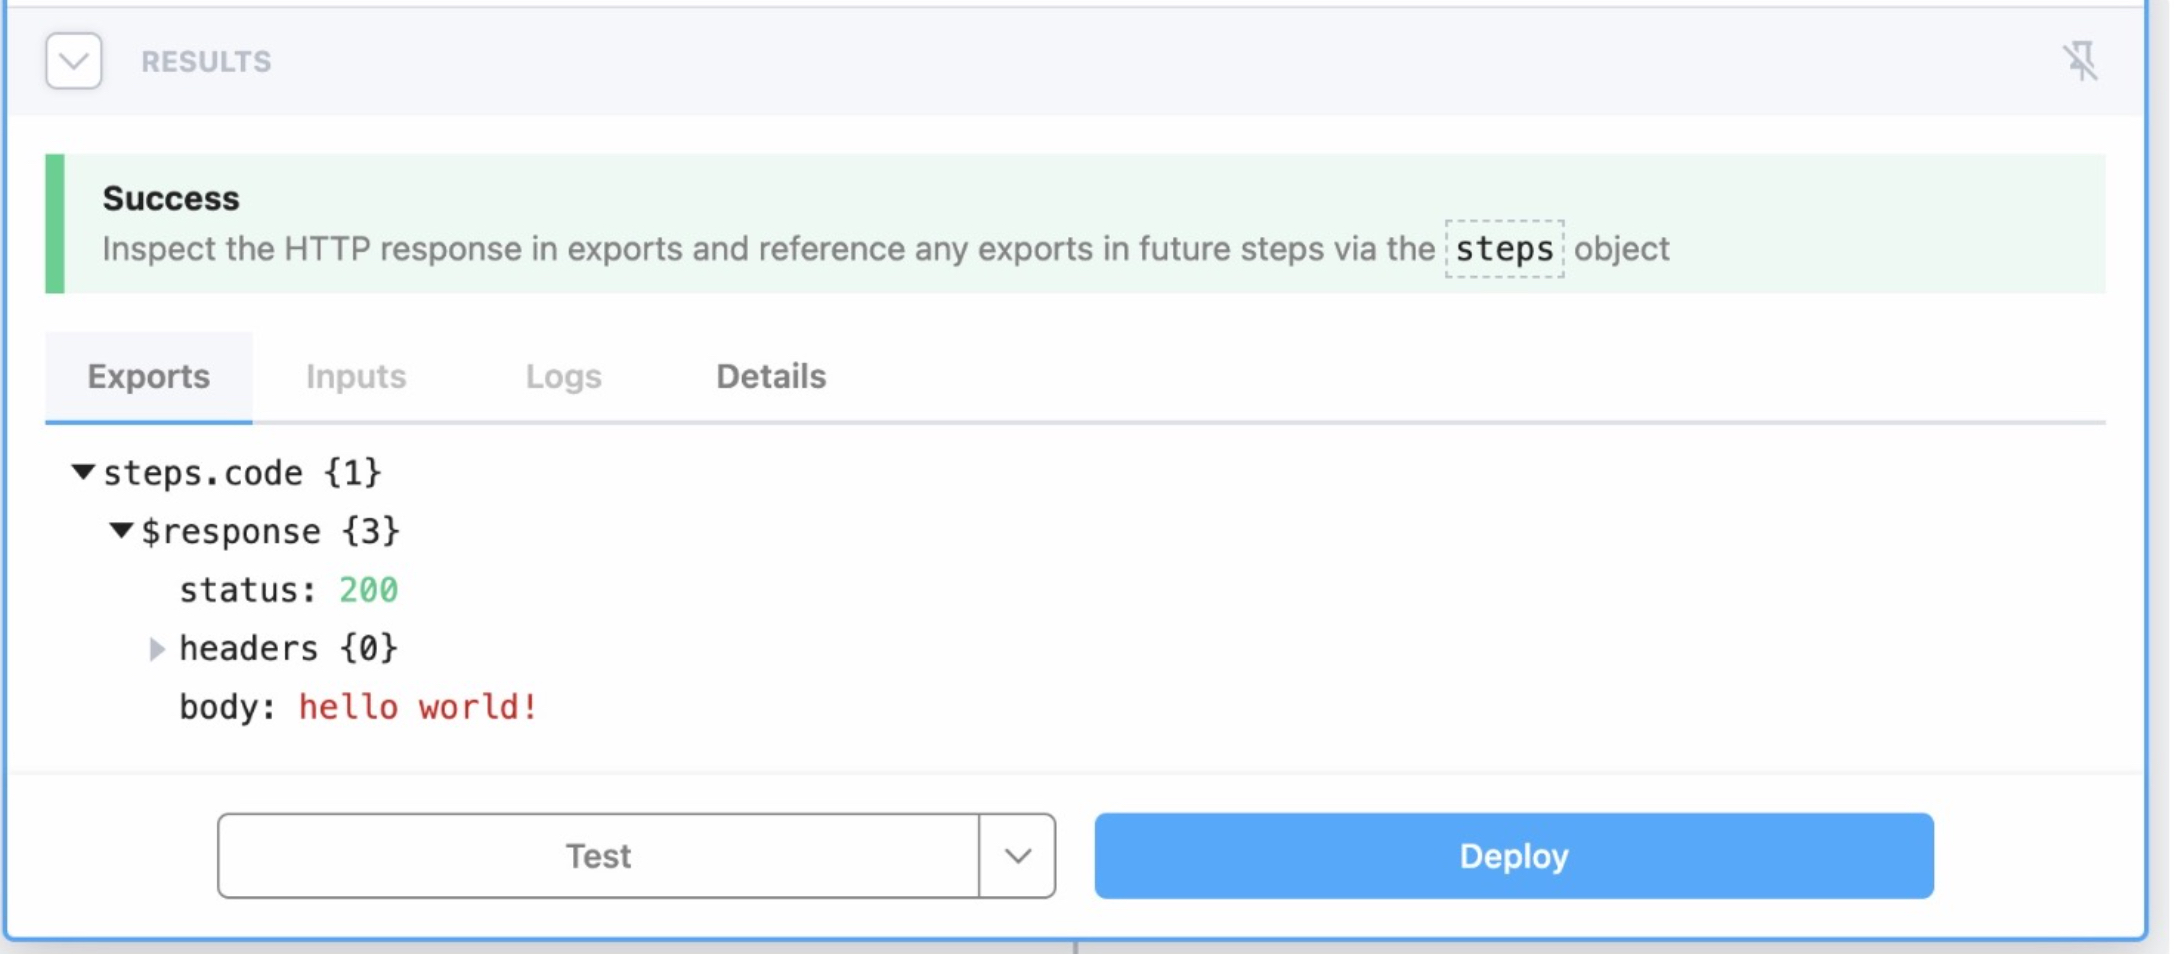 RESULTS
Success
Inspect the HTTP response in exports and reference any exports in future steps via the steps object
Exports Inputs Logs Details
steps.code {1}
$response {3}
status: 200
headers {0}
body: hello world!
Test Deploy